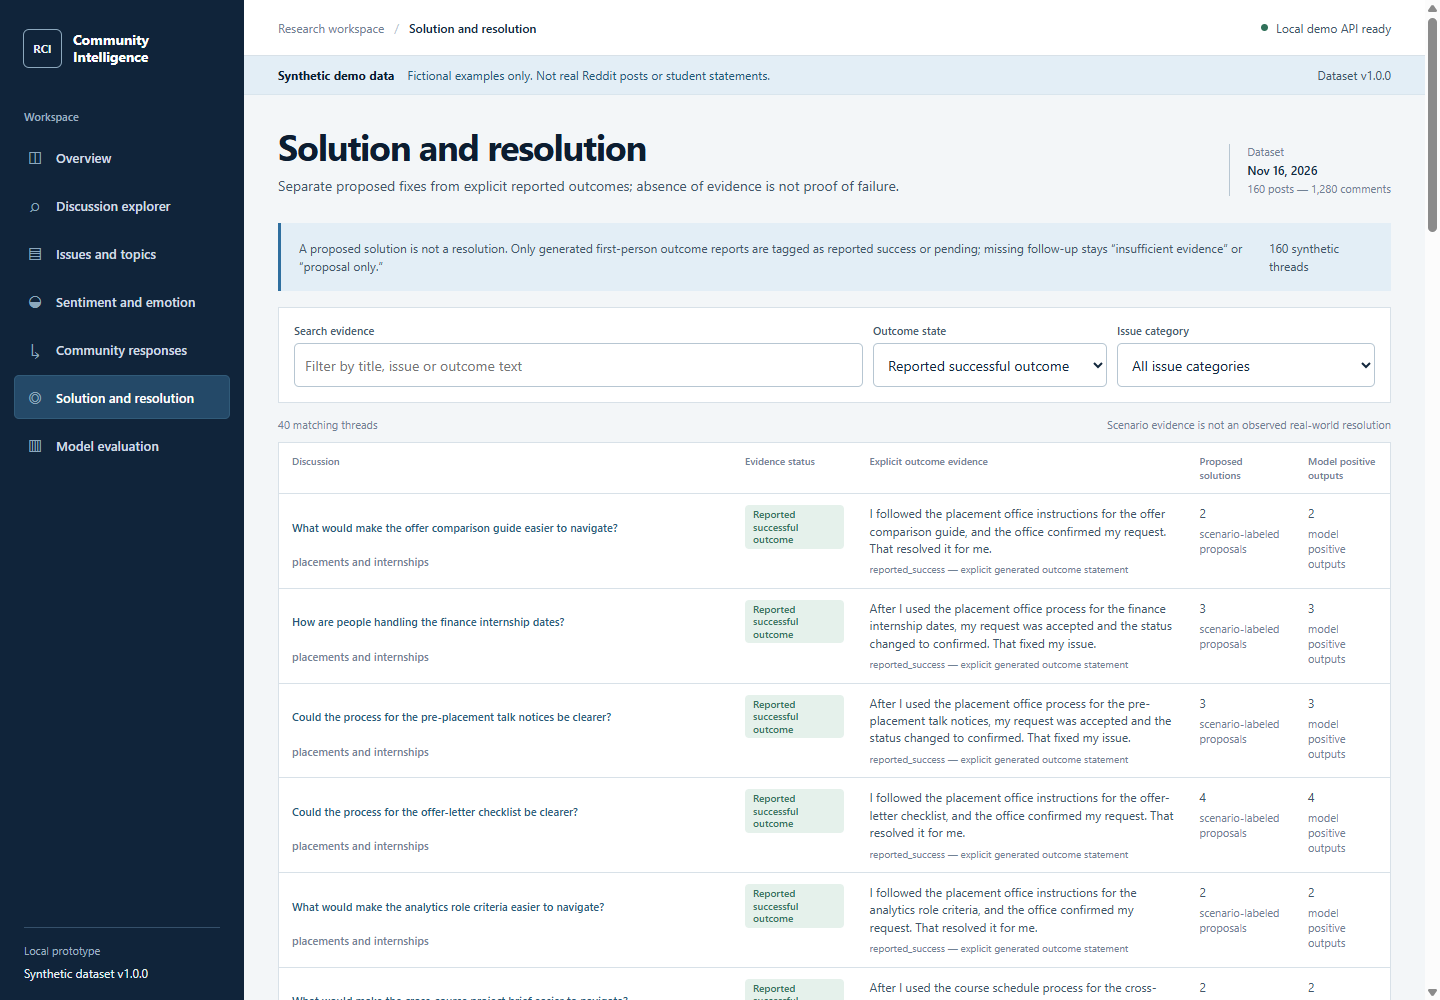 RCI
Community
Intelligence
Workspace
Overview
Discussion explorer
Issues and topics
Sentiment and emotion
Community responses
Solution and resolution
Model evaluation
Local prototype
Synthetic dataset v1.0.0
Research workspace / Solution and resolution
Local demo API ready
Synthetic demo data Fictional examples only. Not real Reddit posts or student statements.
Dataset v1.0.0
Solution and resolution
Separate proposed fixes from explicit reported outcomes; absence of evidence is not proof of failure.
Dataset
Nov 16, 2026
160 posts — 1,280 comments
A proposed solution is not a resolution. Only generated first-person outcome reports are tagged as reported success or pending; missing follow-up stays “insufficient evidence” or
“proposal only.”
160 synthetic
threads
Search evidence
Filter by title, issue or outcome text
Outcome state
Reported successful outcome
Issue category
All issue categories
40 matching threads
Scenario evidence is not an observed real-world resolution
Discussion
Evidence status
Explicit outcome evidence
Proposed
solutions
Model positive
outputs
What would make the offer comparison guide easier to navigate?
placements and internships
Reported
successful
outcome
I followed the placement office instructions for the offer
comparison guide, and the office confirmed my request.
That resolved it for me.
reported_success — explicit generated outcome statement
2
scenario-labeled
proposals
2
model
positive
outputs
How are people handling the finance internship dates?
placements and internships
Reported
successful
outcome
After I used the placement office process for the finance
internship dates, my request was accepted and the status
changed to confirmed. That fixed my issue.
reported_success — explicit generated outcome statement
3
scenario-labeled
proposals
3
model
positive
outputs
Could the process for the pre-placement talk notices be clearer?
placements and internships
Reported
successful
outcome
After I used the placement office process for the pre-
placement talk notices, my request was accepted and the
status changed to confirmed. That fixed my issue.
reported_success — explicit generated outcome statement
3
scenario-labeled
proposals
3
model
positive
outputs
Could the process for the offer-letter checklist be clearer?
placements and internships
Reported
successful
outcome
I followed the placement office instructions for the offer-
letter checklist, and the office confirmed my request. That
resolved it for me.
reported_success — explicit generated outcome statement
4
scenario-labeled
proposals
4
model
positive
outputs
What would make the analytics role criteria easier to navigate?
placements and internships
Reported
successful
outcome
I followed the placement office instructions for the
analytics role criteria, and the office confirmed my
request. That resolved it for me.
reported_success — explicit generated outcome statement
2
scenario-labeled
proposals
2
model
positive
outputs
What would make the cross-course project brief easier to navigate?
Reported
successful
After I used the course schedule process for the cross-
2
2